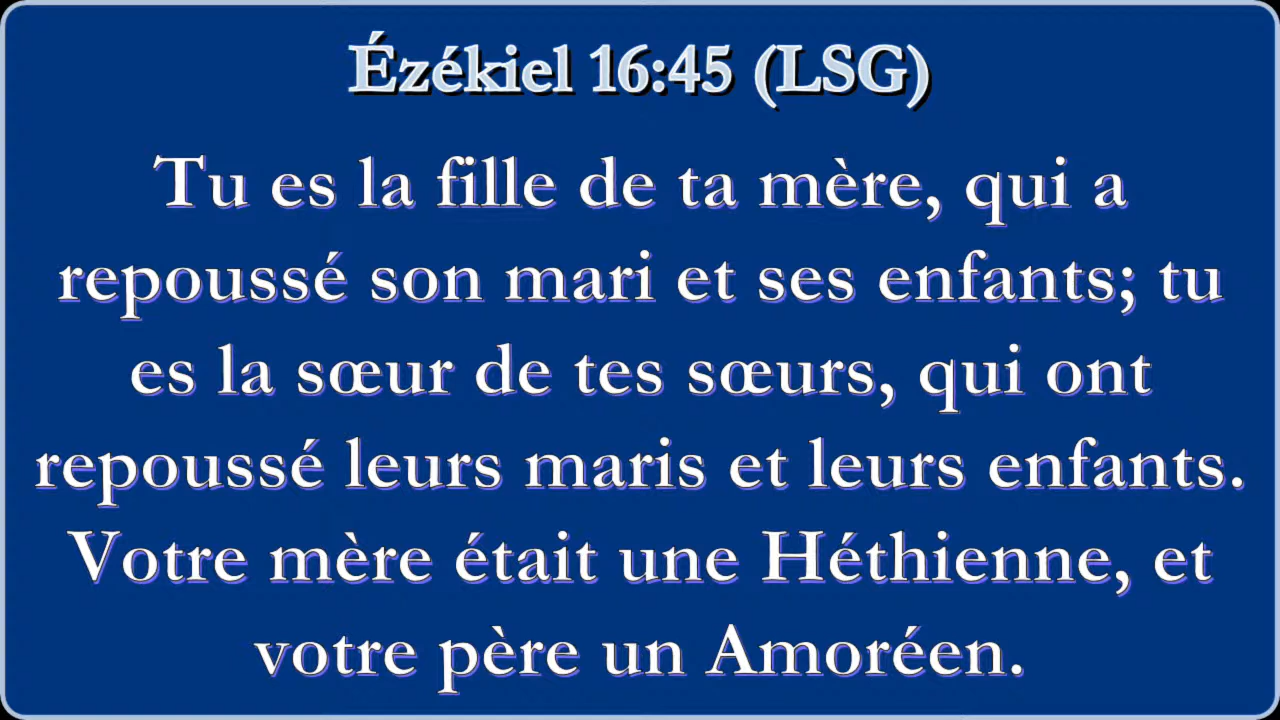 Ézékiel 16:45 (LSG)
Tu es la fille de ta mère, qui a
repoussé son mari et ses enfants; tu
es la sœur de tes sœurs, qui ont
repoussé leurs maris et leurs enfants.
Votre mère était une Héthienne, et
votre père un Amoréen.